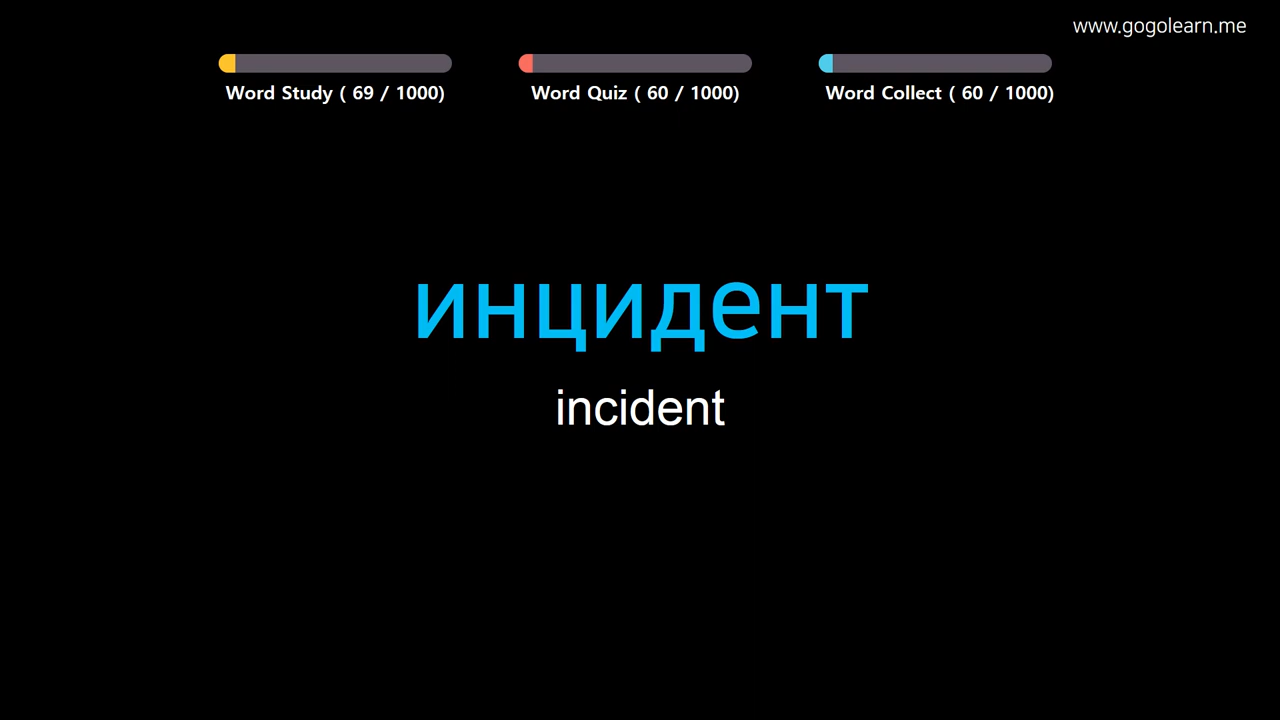 www.gogolearn.me
Word Study ( 69 / 1000)
Word Quiz ( 60 / 1000)
Word Collect ( 60 / 1000)
инцидент
incident